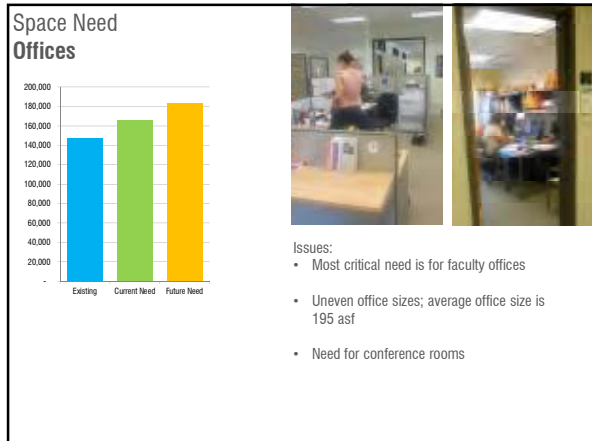 Space Need
Offices
200,000
180,000
160,000
140,000
120,000
100,000
80,000
60,000
40,000
20,000
-
Existing Current Need Future Need
Issues:
• Most critical need is for faculty offices
• Uneven office sizes; average office size is
195 asf
• Need for conference rooms